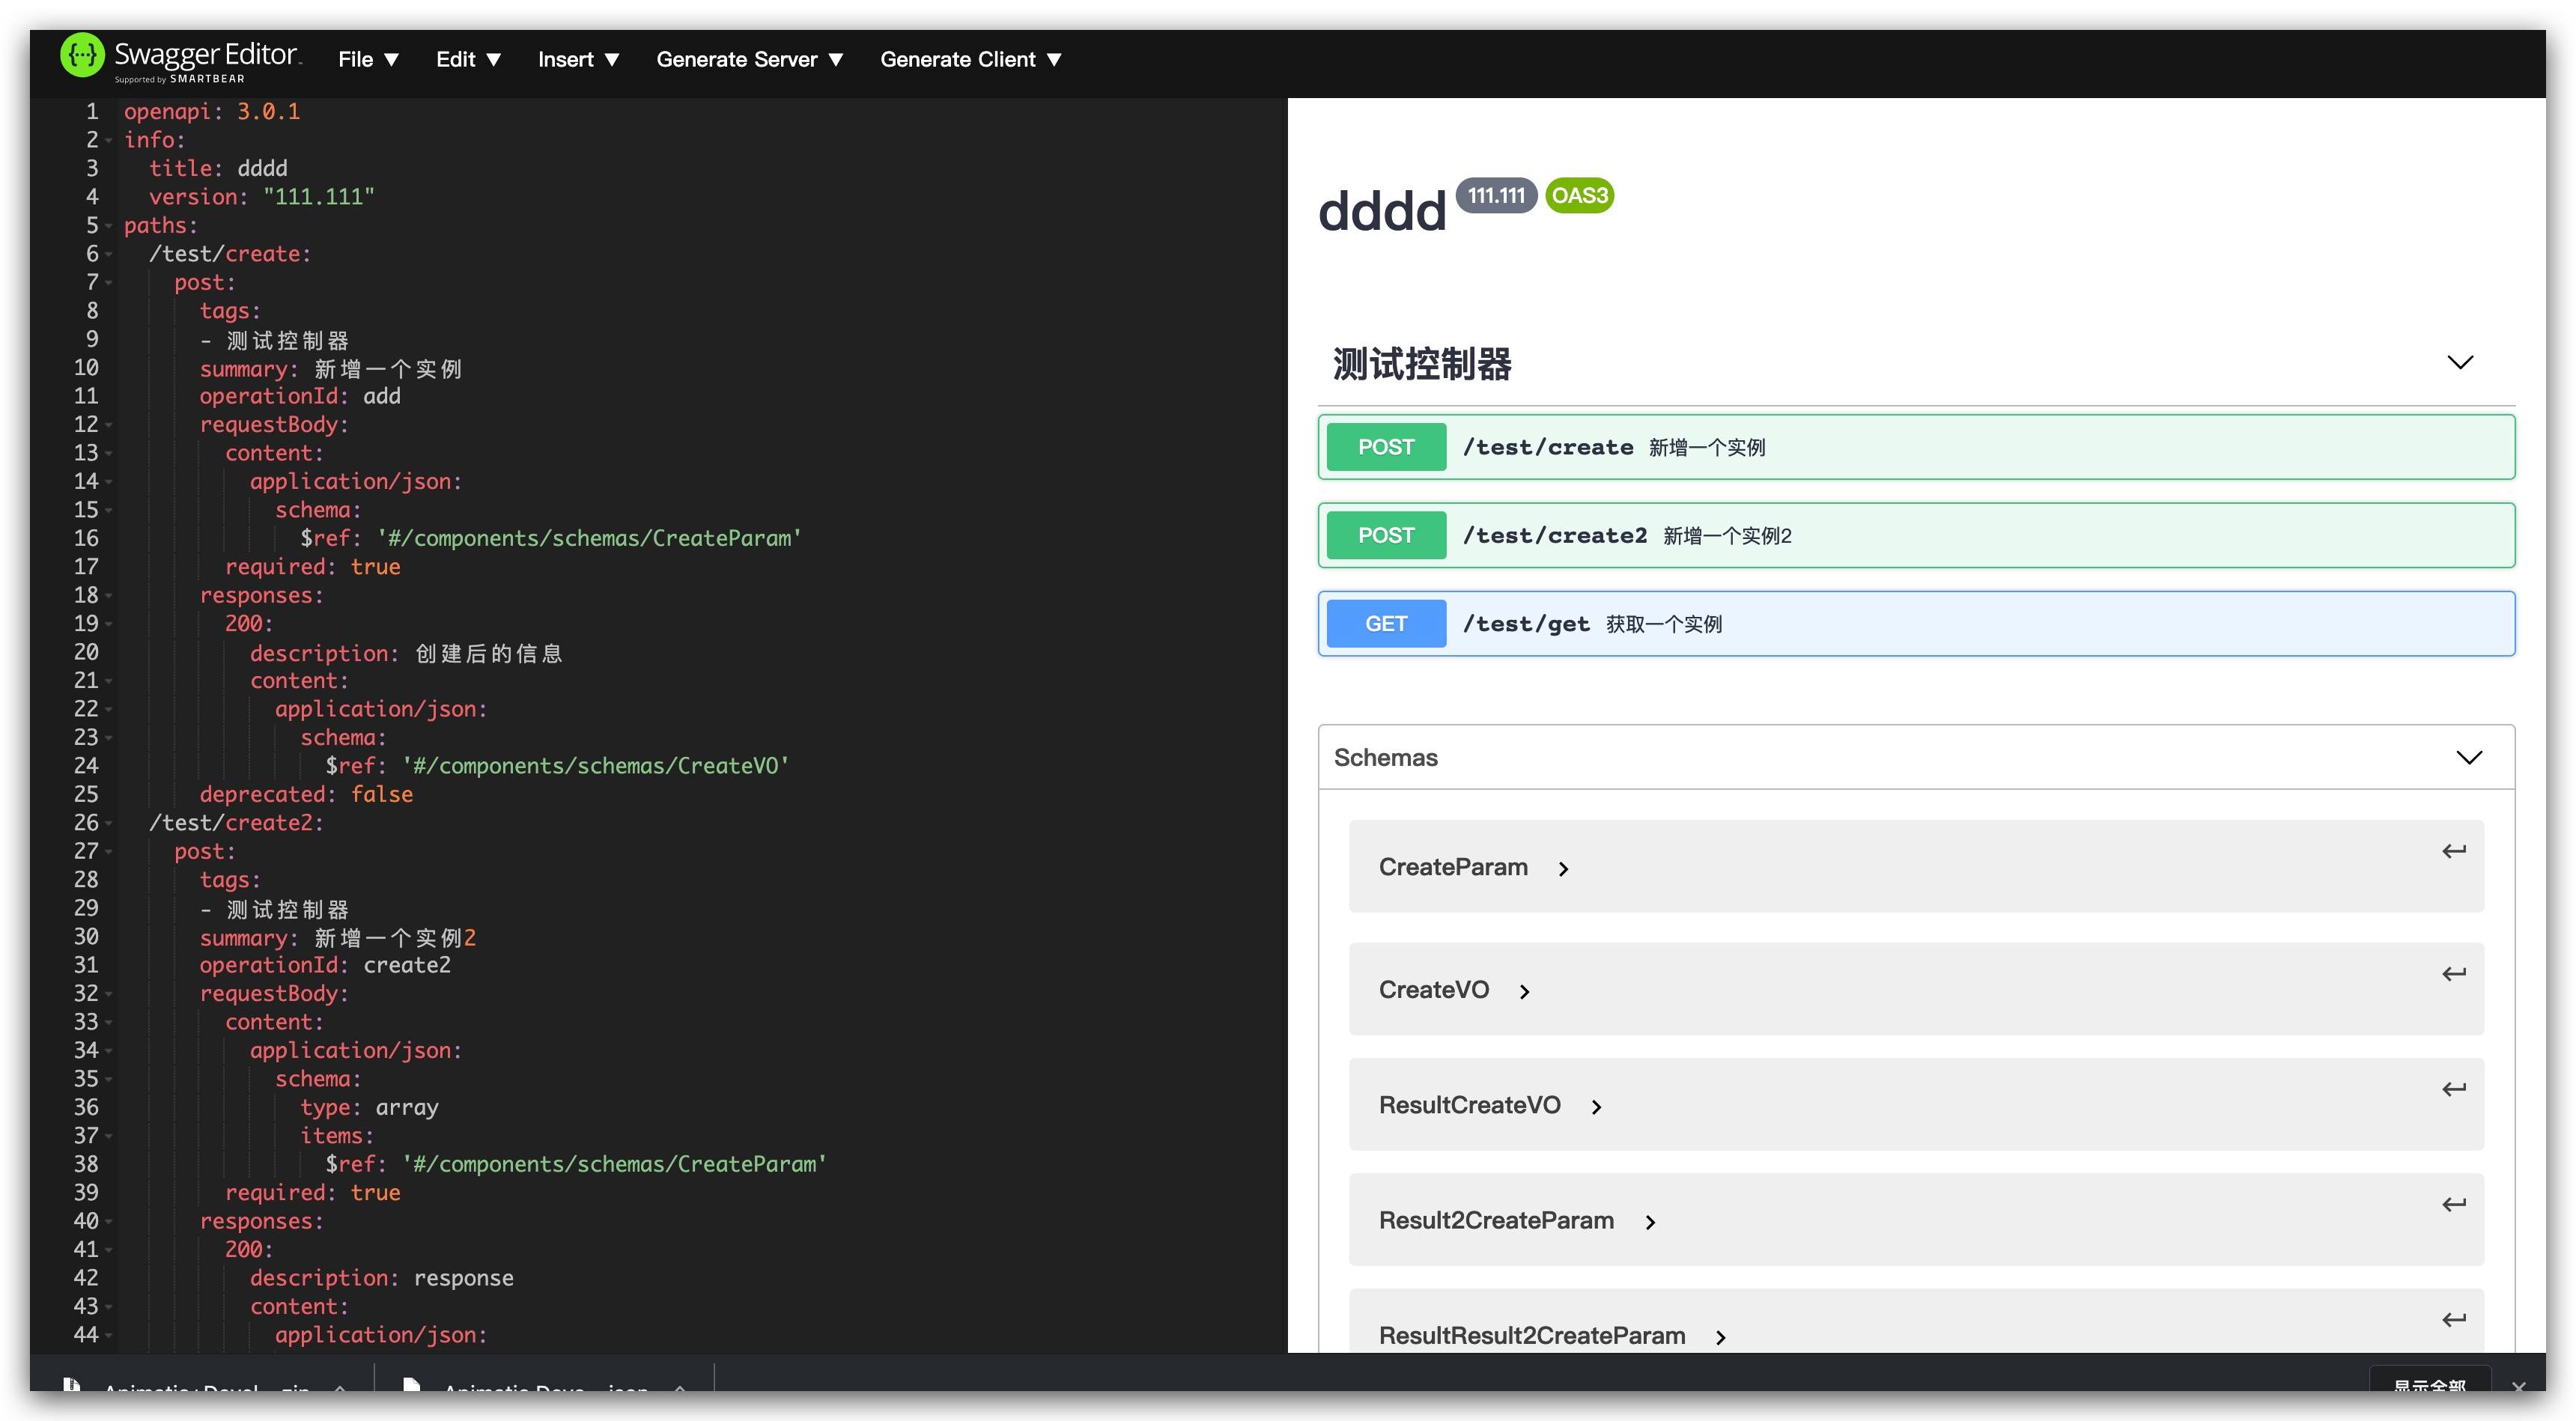 Swagger Editor
Supported by SMARTBEAR
File ▼ Edit ▼ Insert ▼ Generate Server ▼ Generate Client ▼
1 openapi: 3.0.1
2 info:
3 title: dddd
4 version: "111.111"
5 paths:
6 /test/create:
7 post:
8 tags:
9 - 测试控制器
10 summary: 新增一个实例
11 operationId: add
12 requestBody:
13 content:
14 application/json:
15 schema:
16 $ref: '#/components/schemas/CreateParam'
17 required: true
18 responses:
19 200:
20 description: 创建后的信息
21 content:
22 application/json:
23 schema:
24 $ref: '#/components/schemas/CreateVO'
25 deprecated: false
26 /test/create2:
27 post:
28 tags:
29 - 测试控制器
30 summary: 新增一个实例2
31 operationId: create2
32 requestBody:
33 content:
34 application/json:
35 schema:
36 type: array
37 items:
38 $ref: '#/components/schemas/CreateParam'
39 required: true
40 responses:
41 200:
42 description: response
43 content:
44 application/json:
dddd 111.111 OAS3
测试控制器
POST /test/create 新增一个实例
POST /test/create2 新增一个实例2
GET /test/get 获取一个实例
Schemas
CreateParam
CreateVO
ResultCreateVO
Result2CreateParam
ResultResult2CreateParam
显示全部